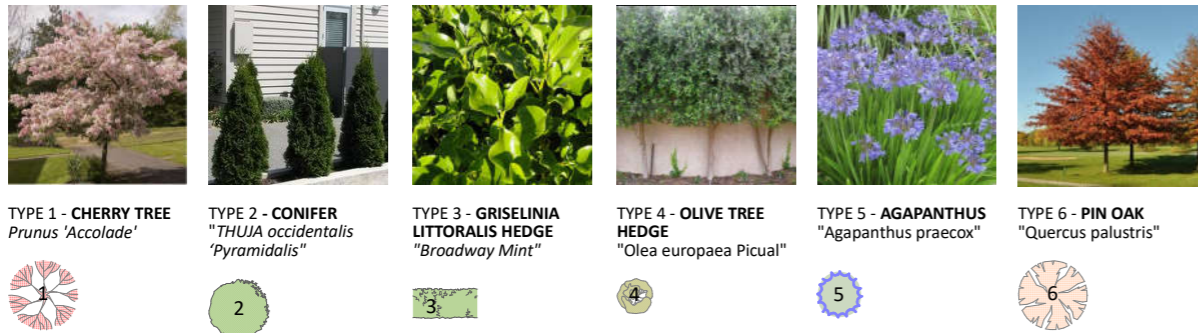 TYPE 1 - CHERRY TREE
Prunus 'Accolade'
TYPE 2 - CONIFER
"THUJA occidentalis
‘Pyramidalis"
TYPE 3 - GRISELINIA
LITTORALIS HEDGE
"Broadway Mint"
TYPE 4 - OLIVE TREE
HEDGE
"Olea europaea Picual"
TYPE 5 - AGAPANTHUS
"Agapanthus praecox"
TYPE 6 - PIN OAK
"Quercus palustris"
1
2
3
4
5
6